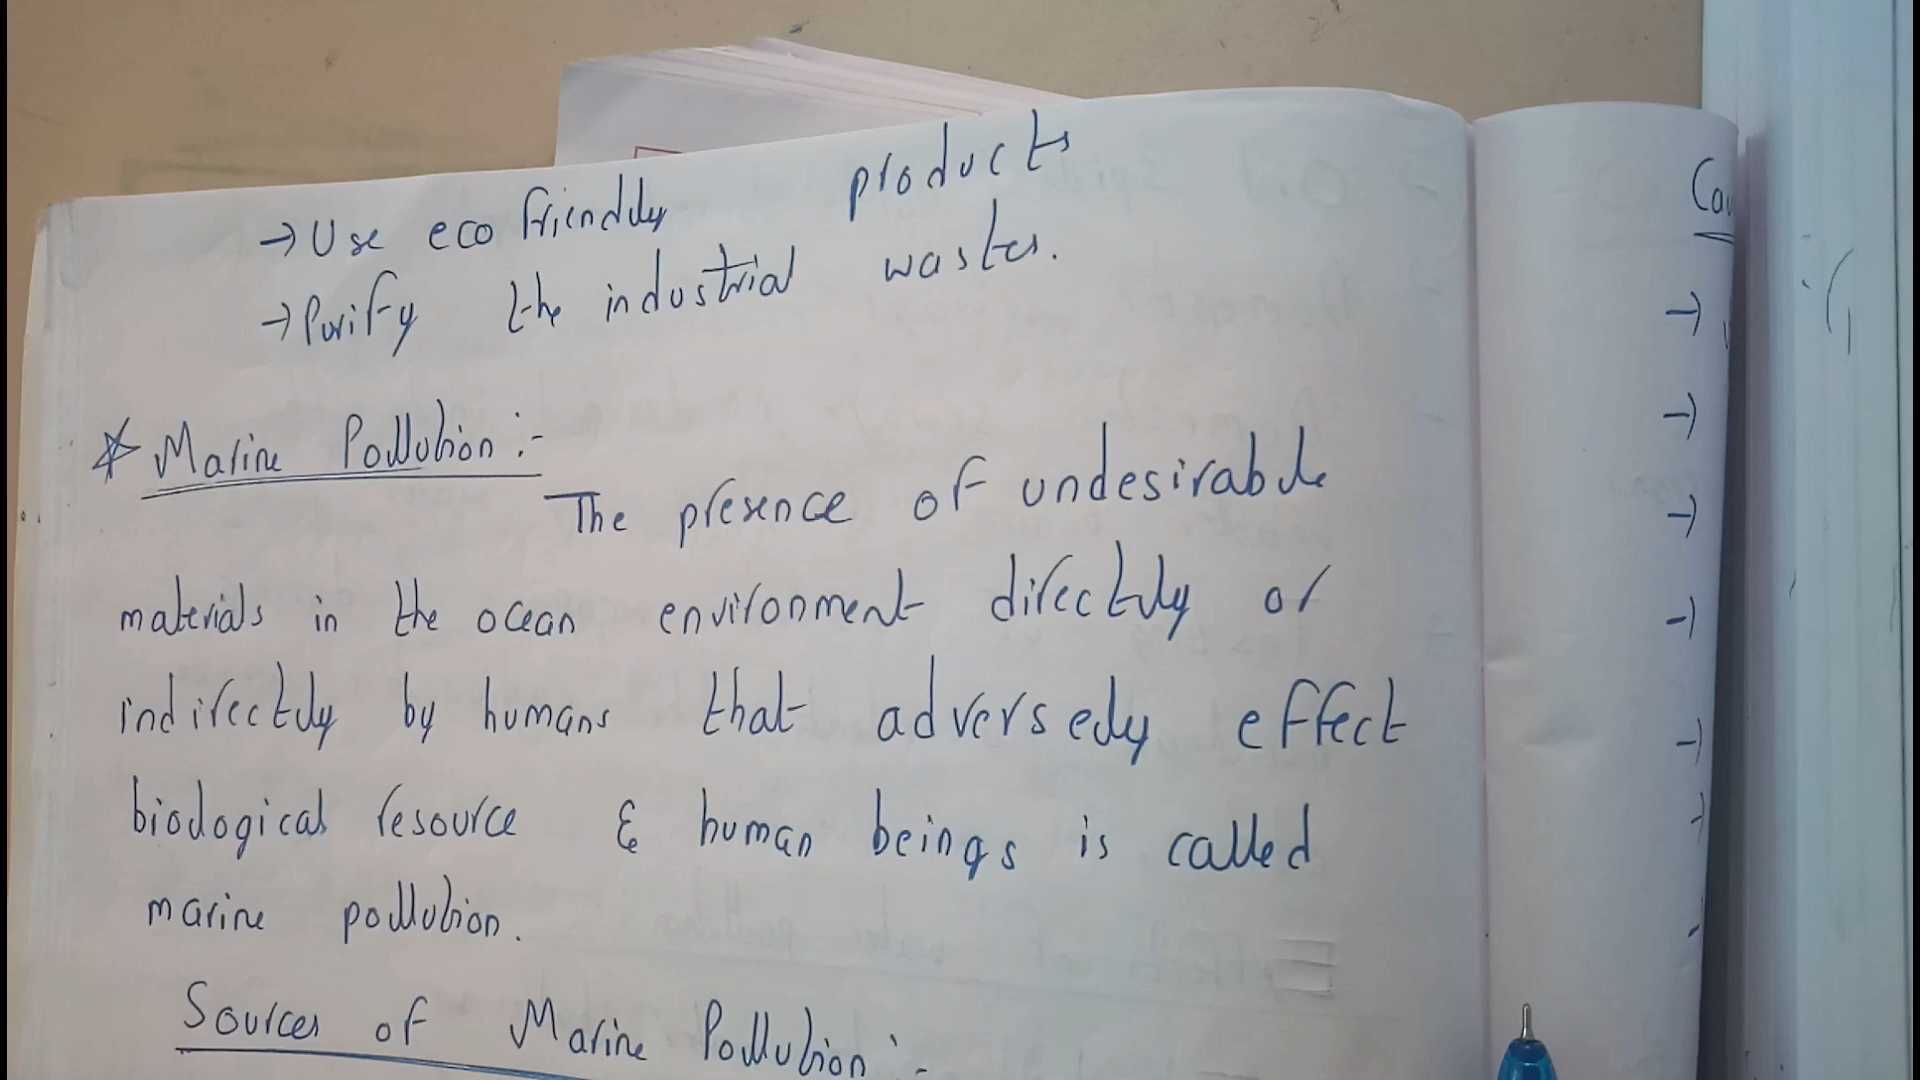 → Use eco friendly products
→ Purify the industrial wastes.
* Marine Pollution :-
The presence of undesirable
materials in the ocean environment directly or
indirectly by humans that adversely effect
biological resource & human beings is called
marine pollution.
Sources of Marine Pollution :-